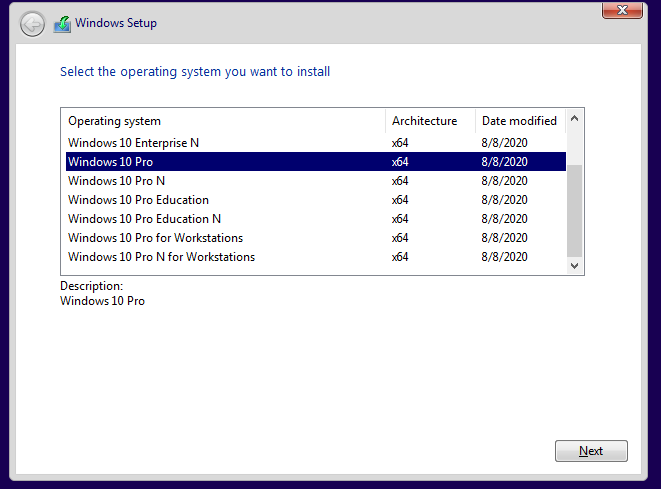 Windows Setup
Select the operating system you want to install
Operating system Architecture Date modified
Windows 10 Enterprise N x64 8/8/2020
Windows 10 Pro x64 8/8/2020
Windows 10 Pro N x64 8/8/2020
Windows 10 Pro Education x64 8/8/2020
Windows 10 Pro Education N x64 8/8/2020
Windows 10 Pro for Workstations x64 8/8/2020
Windows 10 Pro N for Workstations x64 8/8/2020
Description:
Windows 10 Pro
Next